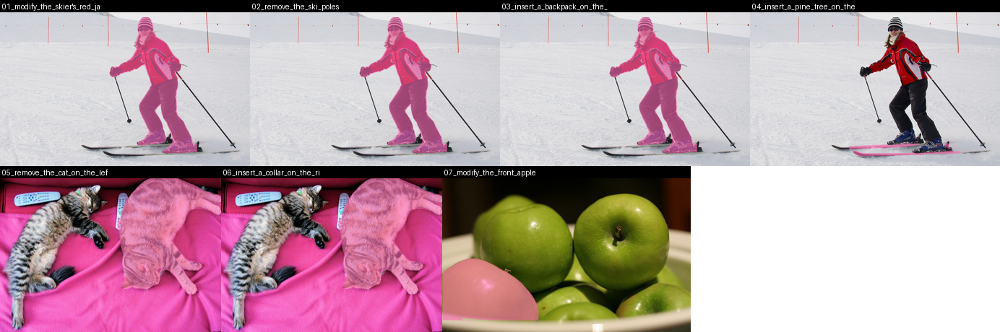 01_modify_the_skier's_red_ja
02_remove_the_ski_poles
03_insert_a_backpack_on_the_
04_insert_a_pine_tree_on_the
05_remove_the_cat_on_the_lef
06_insert_a_collar_on_the_ri
07_modify_the_front_apple